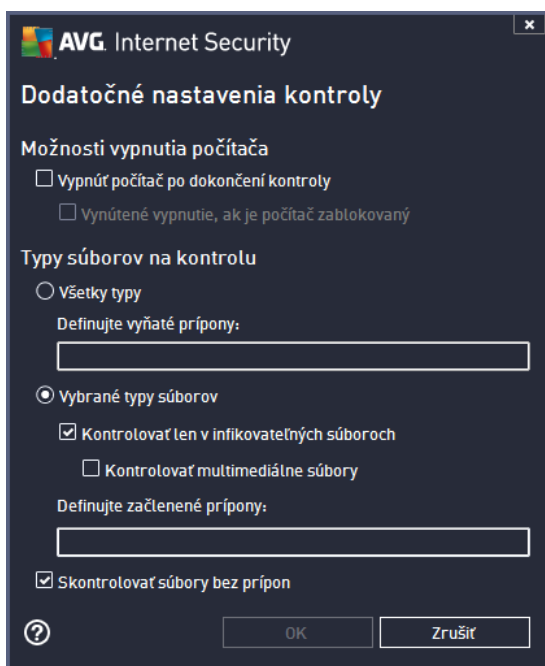 AVG. Internet Security
Dodatočné nastavenia kontroly
Možnosti vypnutia počítača
Vypnúť počítač po dokončení kontroly
Vynútené vypnutie, ak je počítač zablokovaný
Typy súborov na kontrolu
Všetky typy
Definujte vyňaté prípony:
Vybrané typy súborov
Kontrolovať len v infikovateľných súboroch
Kontrolovať multimediálne súbory
Definujte začlenené prípony:
Skontrolovať súbory bez prípon
? OK Zrušiť